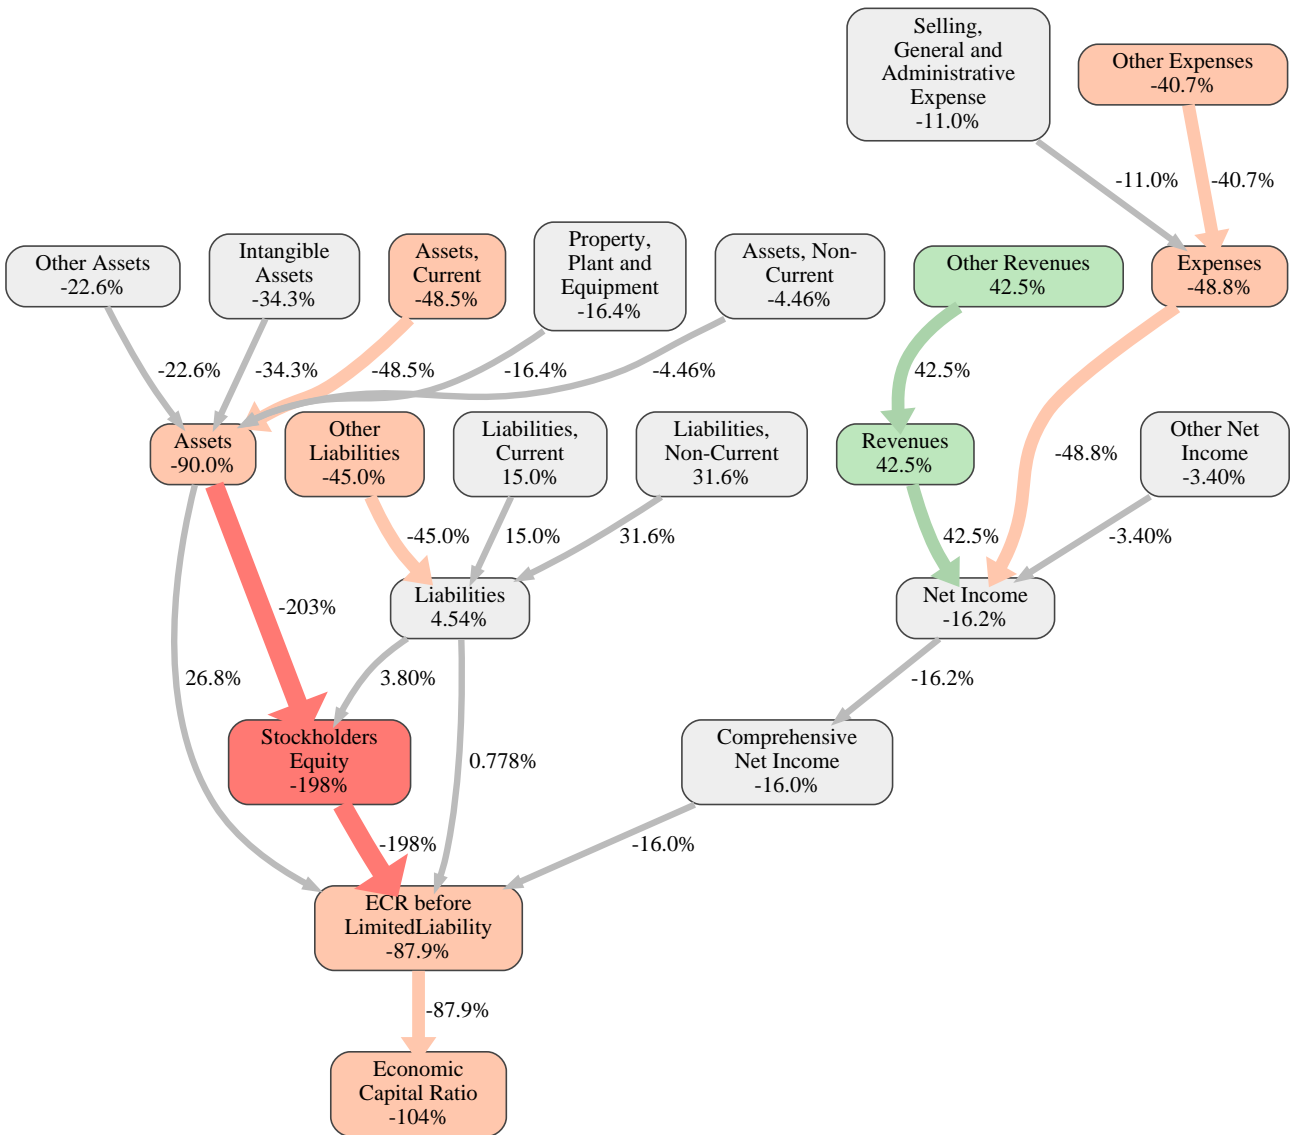 Selling,
General and
Administrative
Expense
-11.0%
Other Expenses
-40.7%
-11.0%
-40.7%
Other Assets
-22.6%
Intangible
Assets
-34.3%
Assets,
Current
-48.5%
Property,
Plant and
Equipment
-16.4%
Assets, Non-
Current
-4.46%
Other Revenues
42.5%
Expenses
-48.8%
-22.6%
-34.3%
-48.5%
-16.4%
-4.46%
42.5%
-48.8%
Assets
-90.0%
Other
Liabilities
-45.0%
Liabilities,
Current
15.0%
Liabilities,
Non-Current
31.6%
Revenues
42.5%
Other Net
Income
-3.40%
-45.0%
15.0%
31.6%
42.5%
-3.40%
-203%
Liabilities
4.54%
Net Income
-16.2%
26.8%
3.80%
-16.2%
Stockholders
Equity
-198%
0.778%
Comprehensive
Net Income
-16.0%
-198%
-16.0%
ECR before
LimitedLiability
-87.9%
-87.9%
Economic
Capital Ratio
-104%